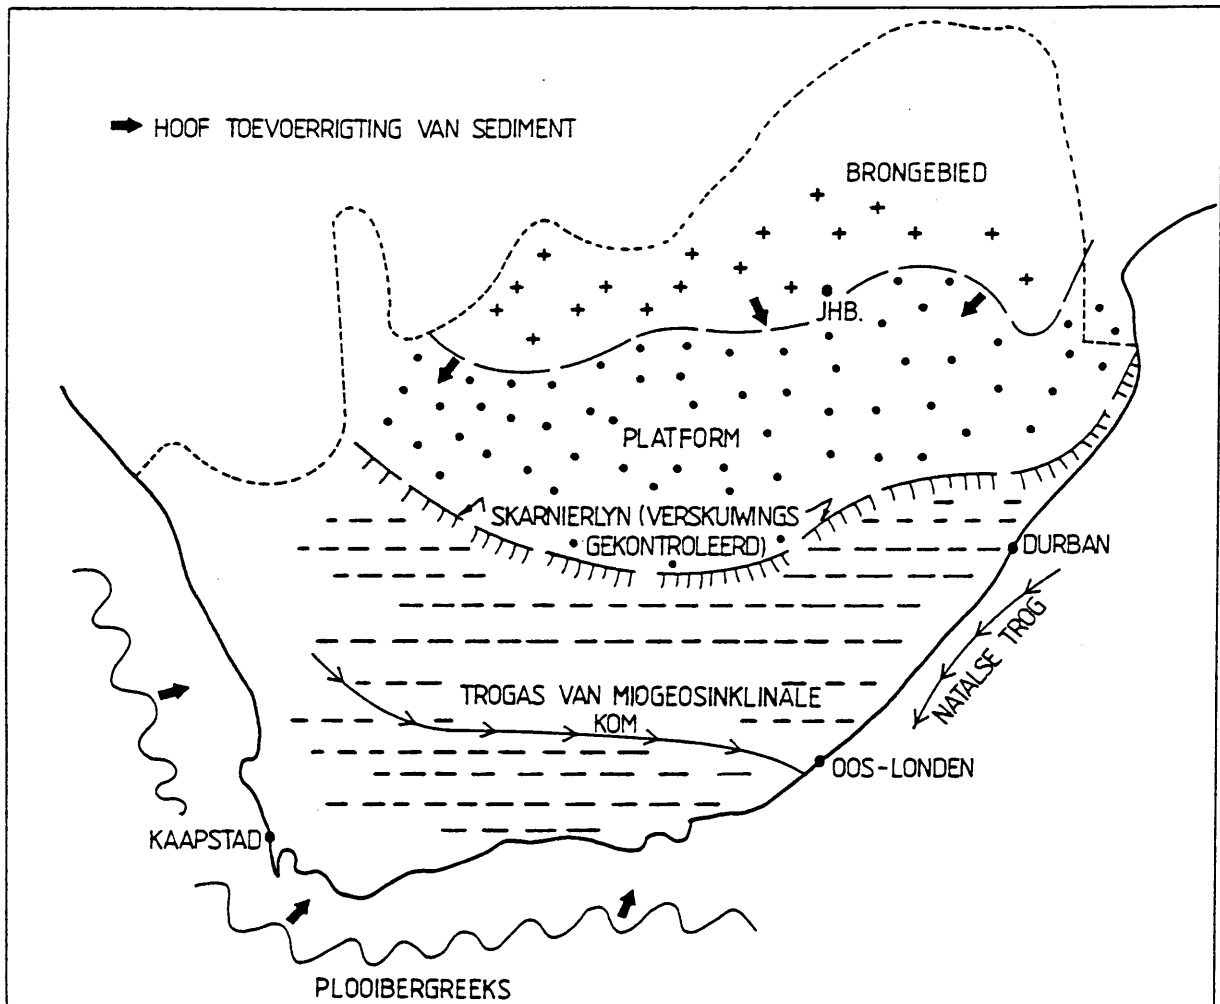 HOOF TOEVOERRIGTING VAN SEDIMENT
BRONGEBIED
JHB.
PLATFORM
SKARNIERLYN (VERSKUIWINGS
GEKONTROLEERD)
DURBAN
NATALSE TROG
TROGAS VAN MIOGEOSINKLINALE
KOM
OOS-LONDEN
KAAPSTAD
PLOOIBERGREEKS